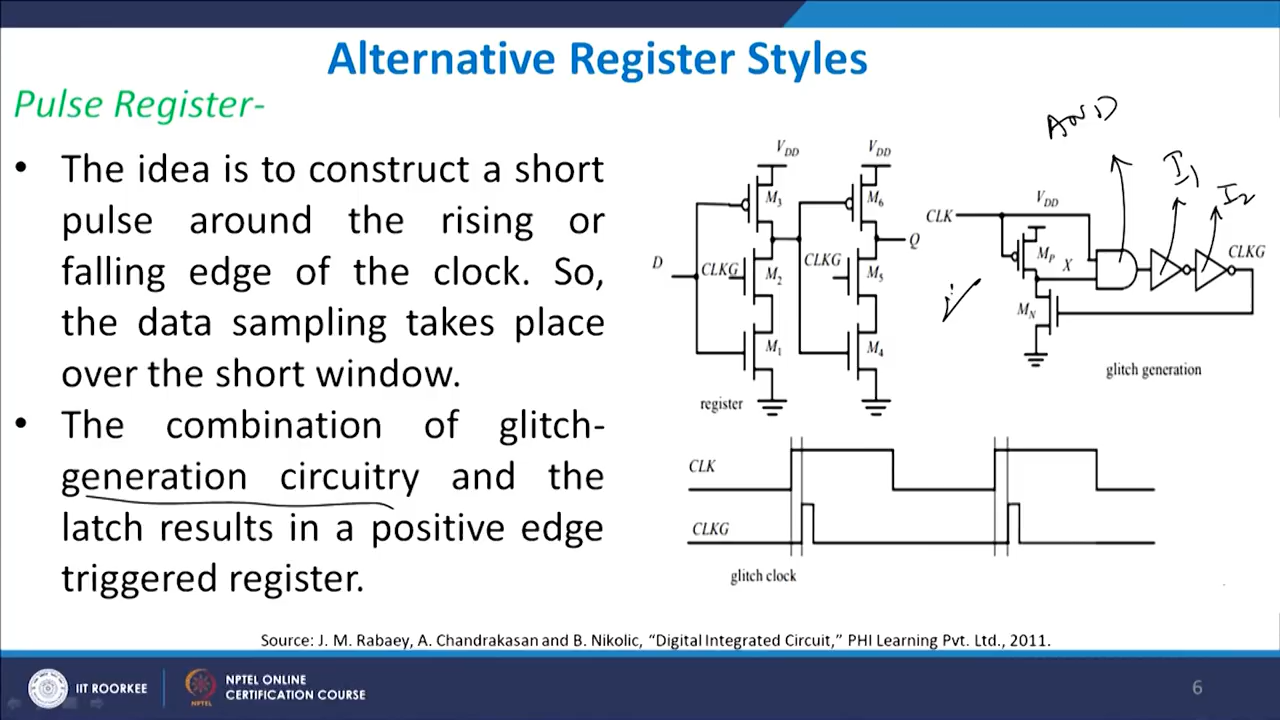 Alternative Register Styles
Pulse Register-
• The idea is to construct a short
pulse around the rising or
falling edge of the clock. So,
the data sampling takes place
over the short window.
• The combination of glitch-
generation circuitry and the
latch results in a positive edge
triggered register.
VDD
VDD
M3
M6
D
CLKG
M2
CLKG
M5
Q
M1
M4
register
AND
I1
I2
CLK
VDD
MP
X
CLKG
MN
glitch generation
CLK
CLKG
glitch clock
Source: J. M. Rabaey, A. Chandrakasan and B. Nikolic, “Digital Integrated Circuit,” PHI Learning Pvt. Ltd., 2011.
IIT ROORKEE
NPTEL ONLINE
CERTIFICATION COURSE
NPTEL
6